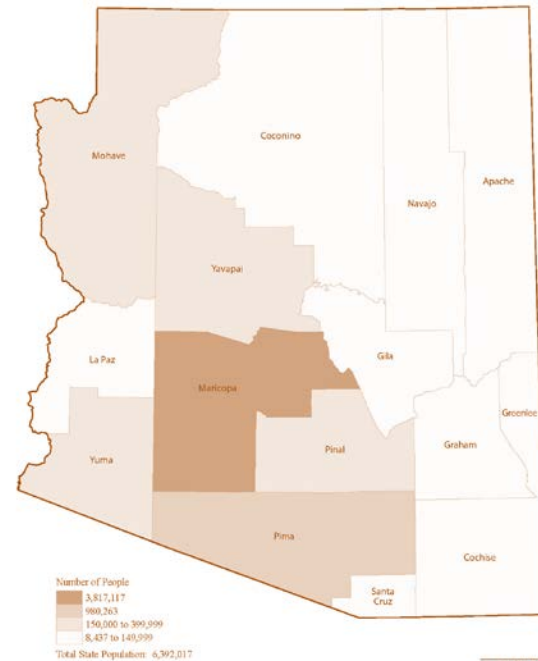 Coconino
Mohave
Apache
Navajo
Yavapai
La Paz
Gila
Maricopa
Greenlee
Graham
Pinal
Yuma
Pima
Cochise
Santa
Cruz
Number of People
3,817,117
980,263
150,000 to 399,999
8,437 to 149,999
Total State Population: 6,392,017